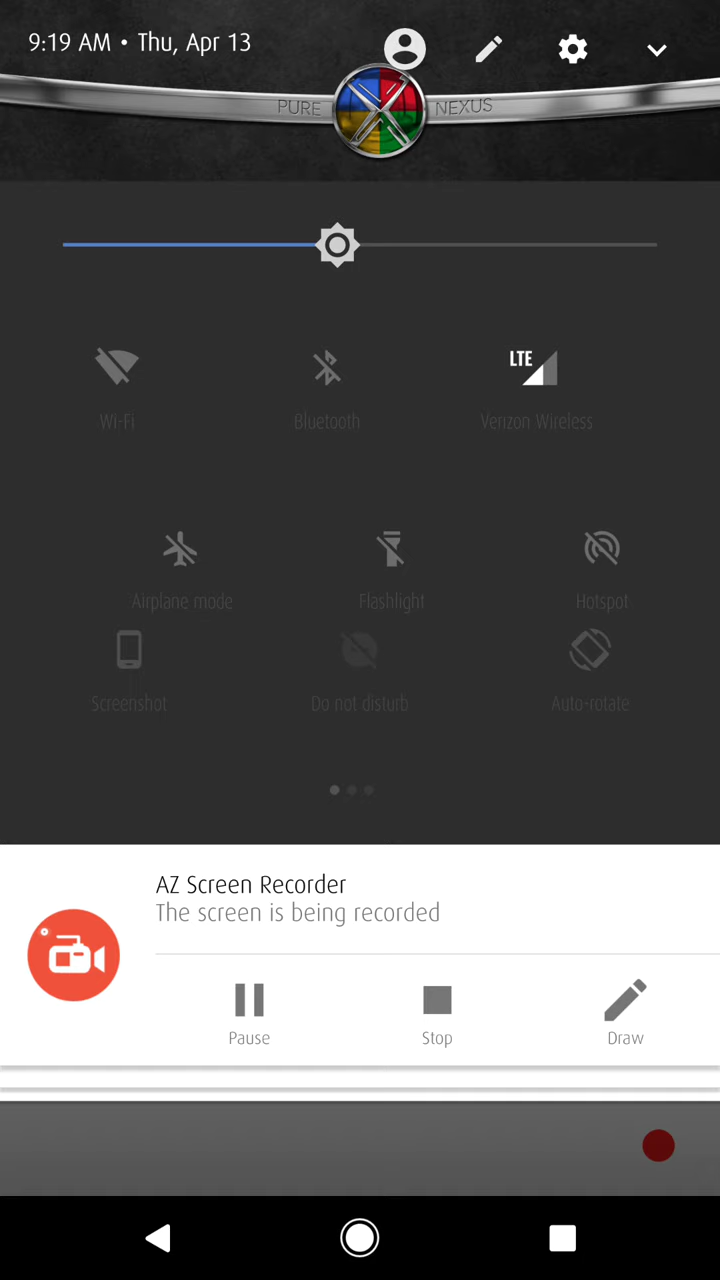 9:19 AM • Thu, Apr 13
PURE NEXUS
LTE
Wi-Fi Bluetooth Verizon Wireless
Airplane mode Flashlight Hotspot
Screenshot Do not disturb Auto-rotate
AZ Screen Recorder
The screen is being recorded
Pause Stop Draw